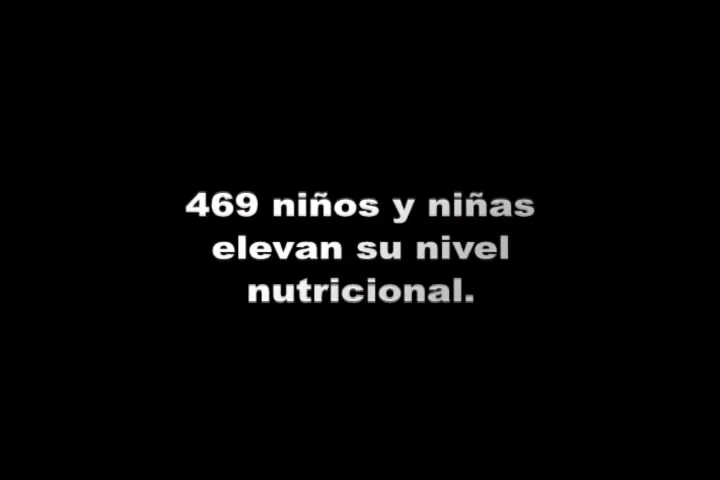 469 niños y niñas
elevan su nivel
nutricional.